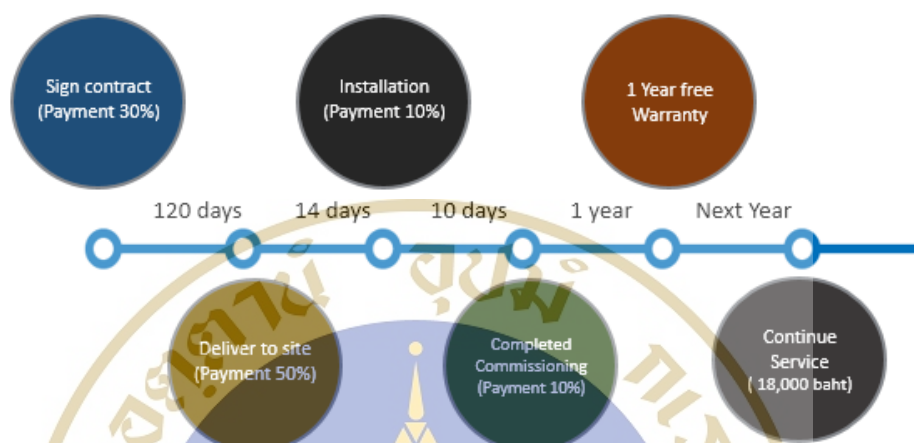 Sign contract
(Payment 30%)
Installation
(Payment 10%)
1 Year free
Warranty
120 days
14 days
10 days
1 year
Next Year
Deliver to site
(Payment 50%)
Completed
Commissioning
(Payment 10%)
Continue
Service
( 18,000 baht)